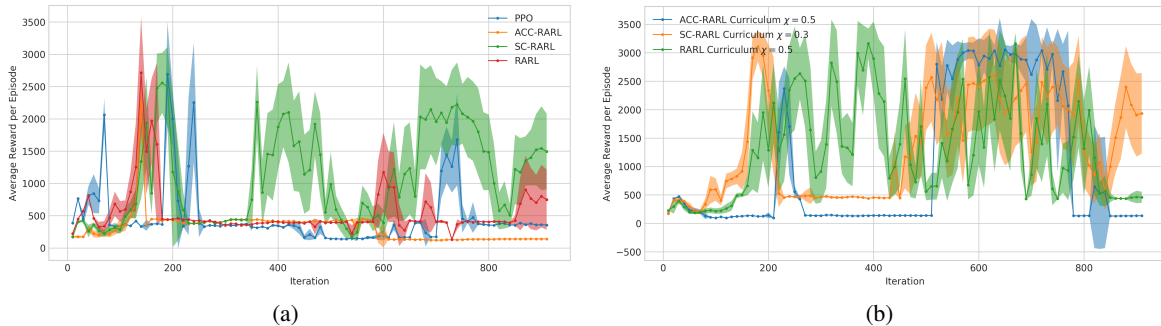 3500
3000
2500
2000
1500
1000
500
0
Average Reward per Episode
0
200
400
600
800
Iteration
PPO
ACC-RARL
SC-RARL
RARL
(a)
3500
3000
2500
2000
1500
1000
500
0
−500
Average Reward per Episode
0
200
400
600
800
Iteration
ACC-RARL Curriculum χ = 0.5
SC-RARL Curriculum χ = 0.3
RARL Curriculum χ = 0.5
(b)